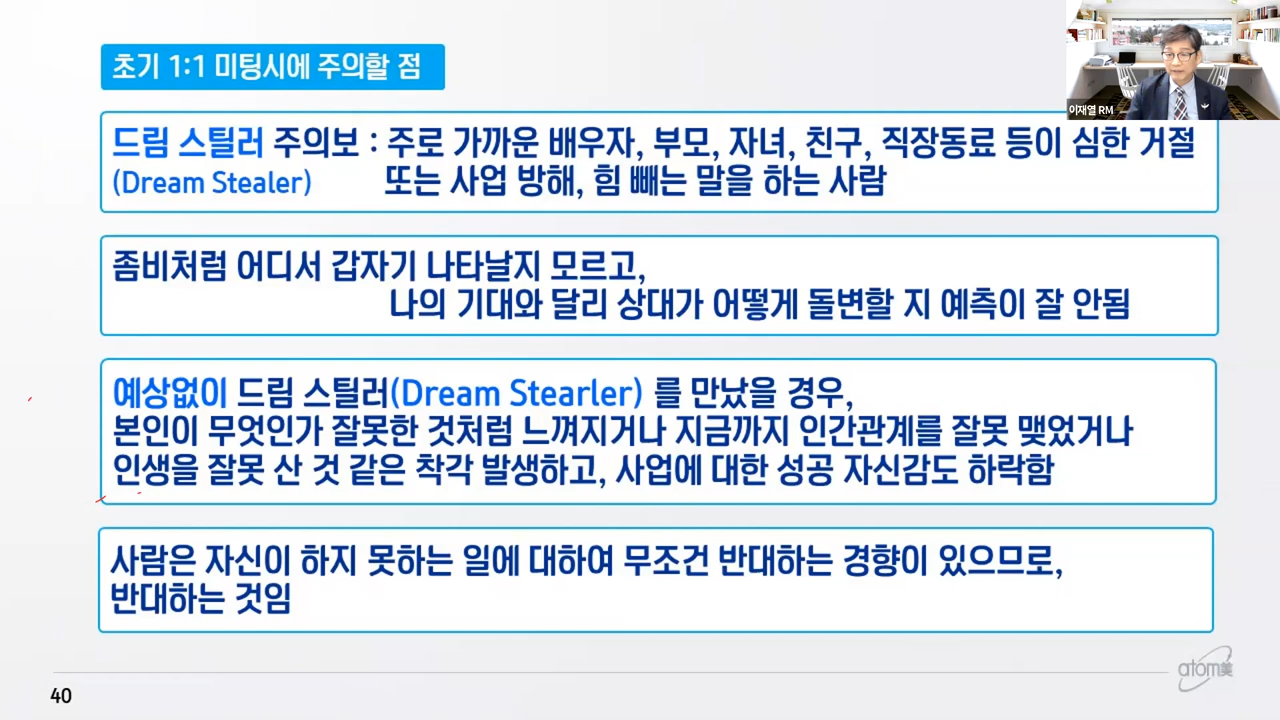 초기 1:1 미팅시에 주의할 점
이재열 RM
드림 스틸러 주의보 : 주로 가까운 배우자, 부모, 자녀, 친구, 직장동료 등이 심한 거절
(Dream Stealer) 또는 사업 방해, 힘 빼는 말을 하는 사람
좀비처럼 어디서 갑자기 나타날지 모르고,
나의 기대와 달리 상대가 어떻게 돌변할 지 예측이 잘 안됨
예상없이 드림 스틸러(Dream Stearler) 를 만났을 경우,
본인이 무엇인가 잘못한 것처럼 느껴지거나 지금까지 인간관계를 잘못 맺었거나
인생을 잘못 산 것 같은 착각 발생하고, 사업에 대한 성공 자신감도 하락함
사람은 자신이 하지 못하는 일에 대하여 무조건 반대하는 경향이 있으므로,
반대하는 것임
atom美
40